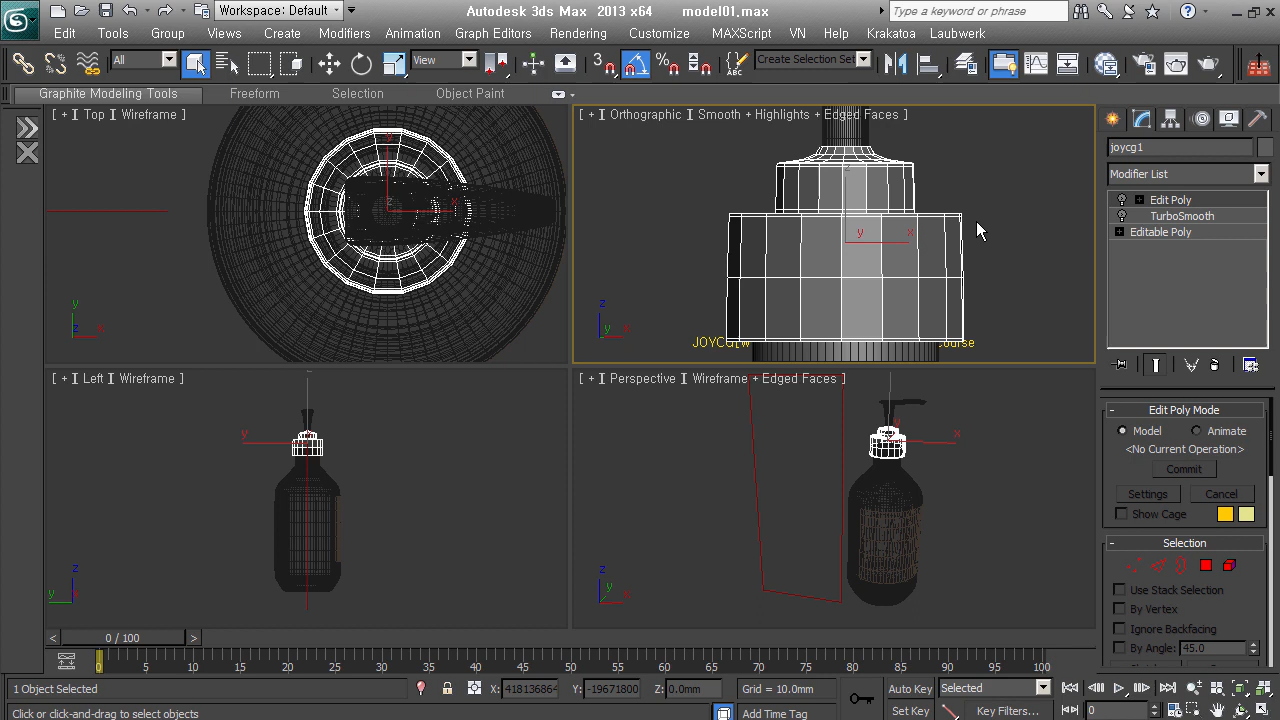 Workspace: Default
Autodesk 3ds Max 2013 x64 model01.max
Type a keyword or phrase
Edit Tools Group Views Create Modifiers Animation Graph Editors Rendering Customize MAXScript VN Help Krakatoa Laubwerk
All View 3 Create Selection Set
Graphite Modeling Tools Freeform Selection Object Paint
[ + ] Top ] Wireframe ]
[ + ] Orthographic ] Smooth + Highlights + Edged Faces ]
joycg1
Modifier List
Edit Poly
TurboSmooth
Editable Poly
y
x
z
y
x
z
y
x
z
x
z
y
x
JOYCG
ourse
[ + ] Left ] Wireframe ]
[ + ] Perspective ] Wireframe + Edged Faces ]
y
z
y
x
y
x
z
y
x
Edit Poly Mode
Model Animate
<No Current Operation>
Commit
Settings Cancel
Show Cage
Selection
Use Stack Selection
By Vertex
Ignore Backfacing
By Angle: 45.0
< 0 / 100 >
0 5 10 15 20 25 30 35 40 45 50 55 60 65 70 75 80 85 90 95 100
1 Object Selected X: 418136864 Y: -19671800 Z: 0.0mm Grid = 10.0mm Auto Key Selected
Click or click-and-drag to select objects Add Time Tag Set Key Key Filters... 0